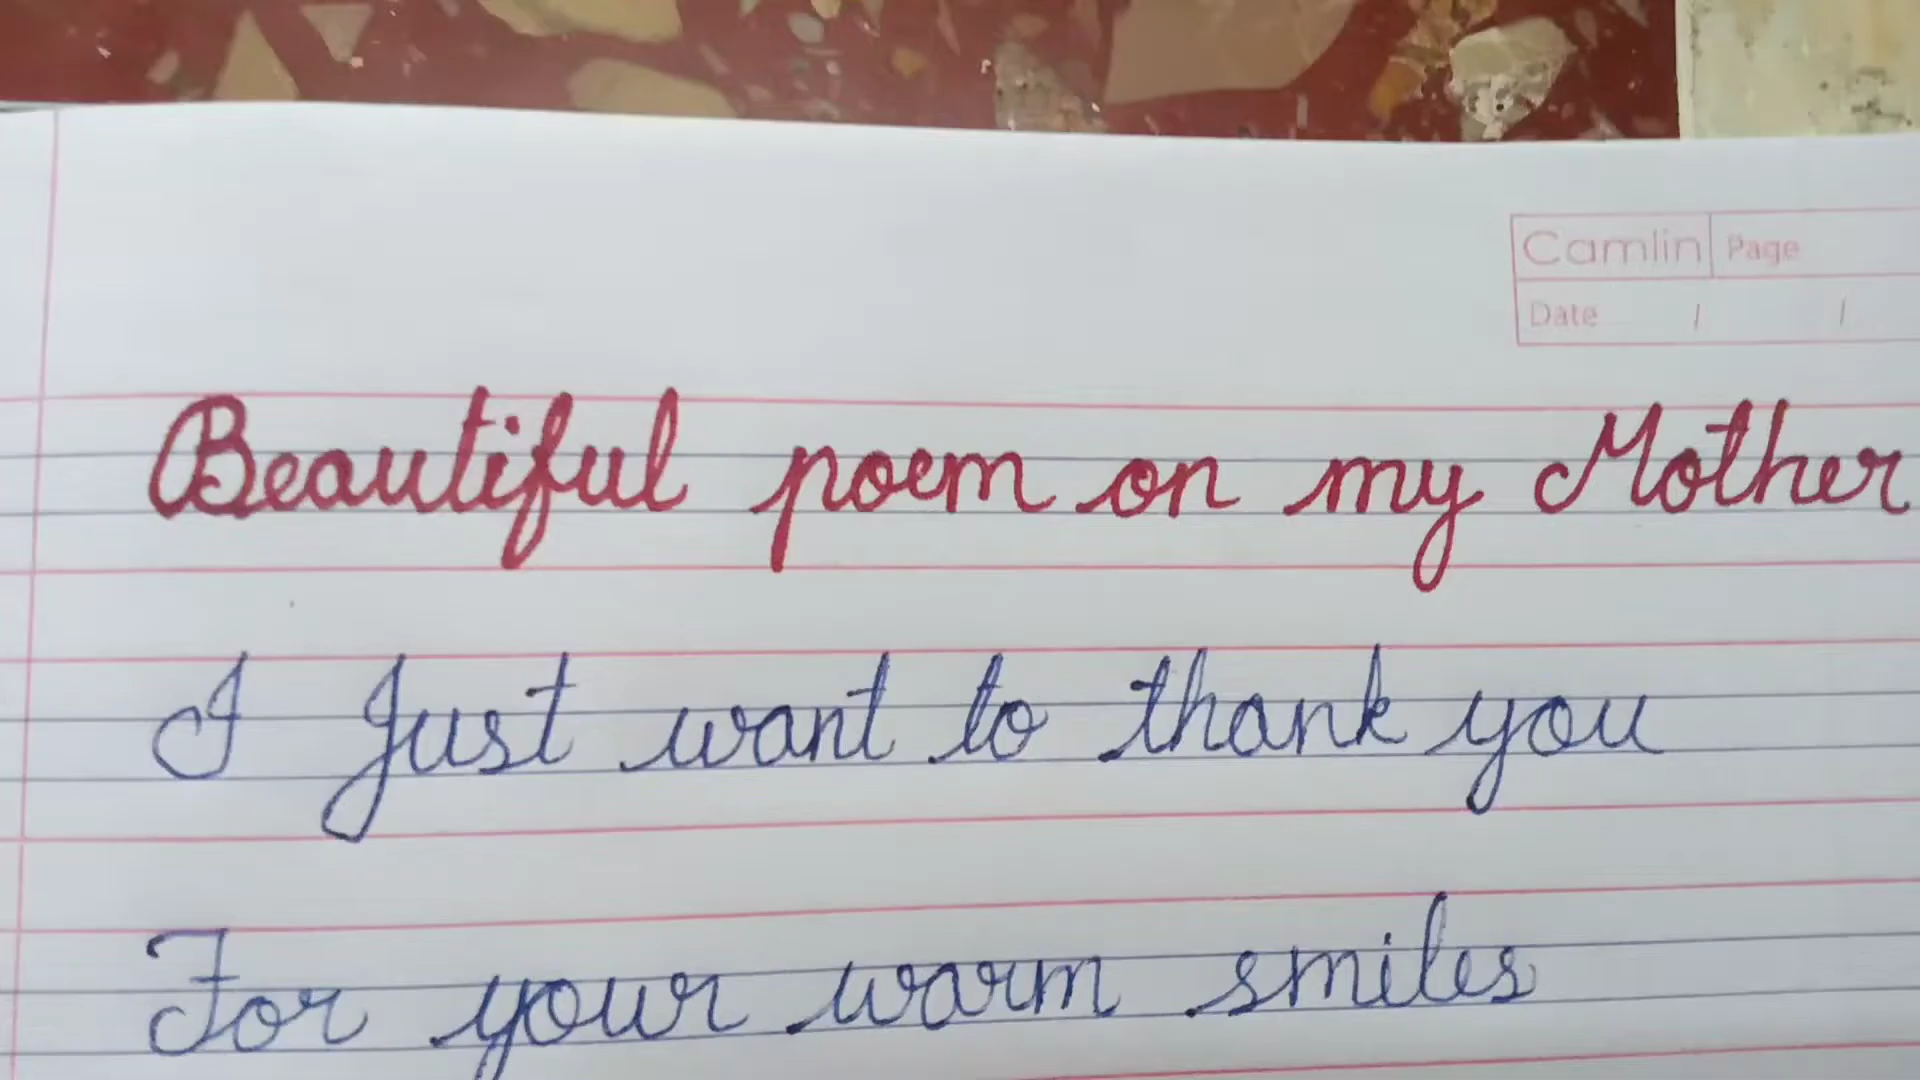 Camlin Page
Date / /
Beautiful poem on my Mother
I Just want to thank you
For your warm smiles